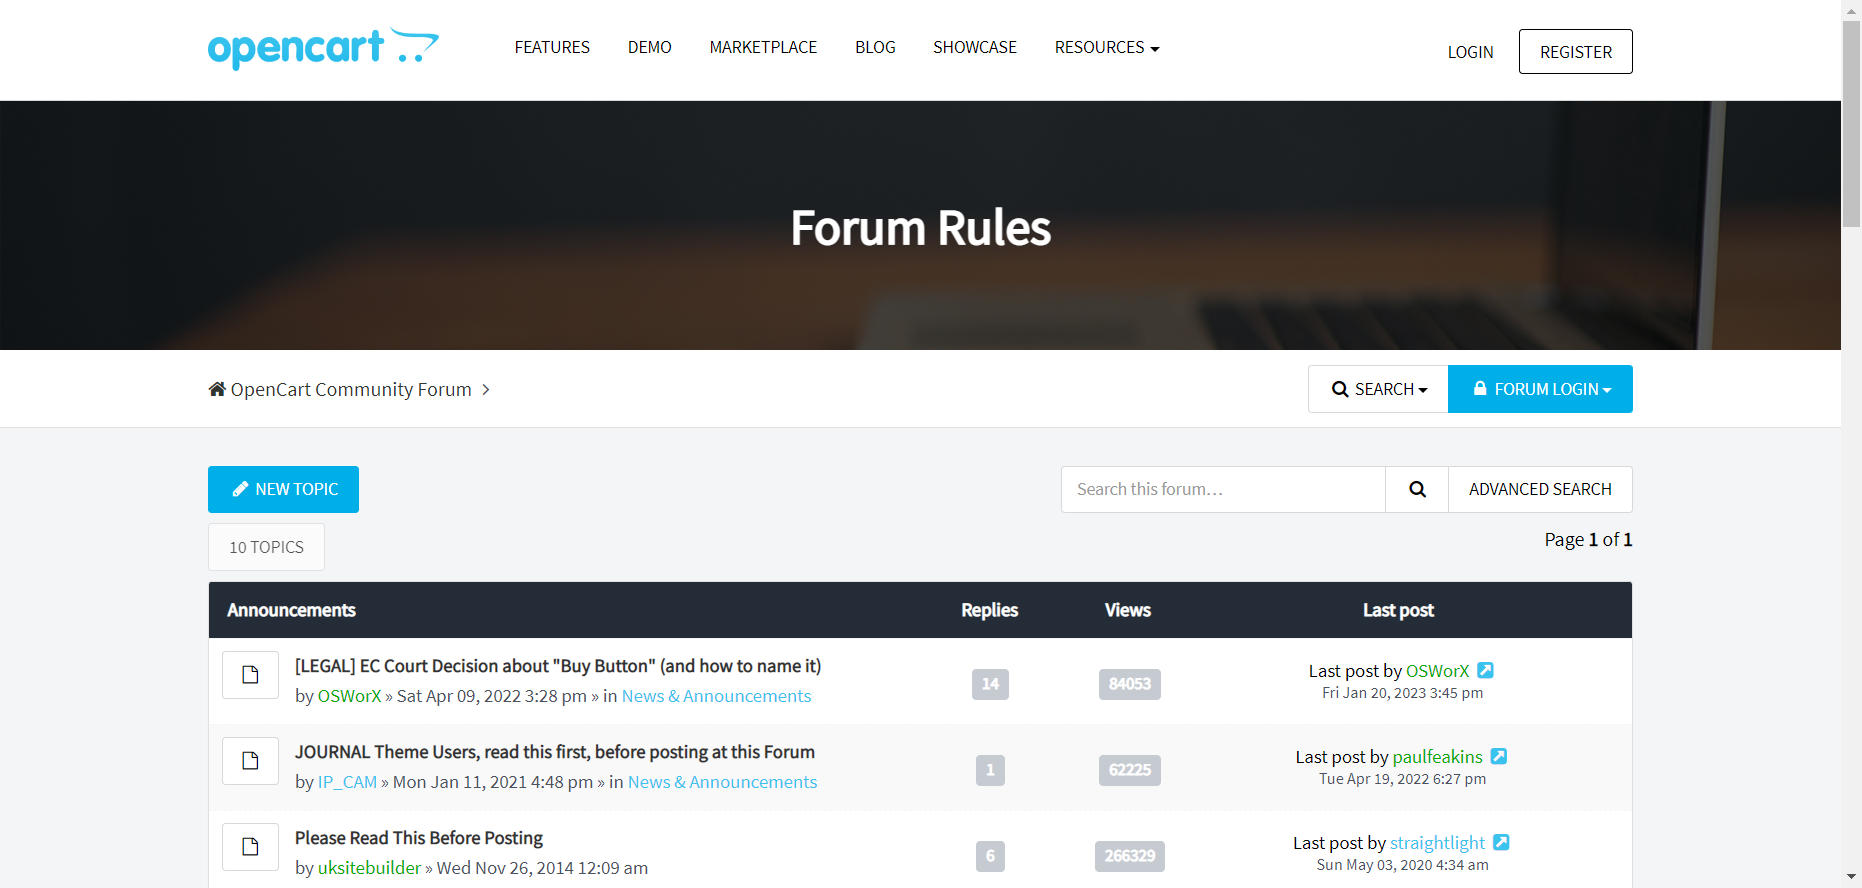 opencart
FEATURES DEMO MARKETPLACE BLOG SHOWCASE RESOURCES
LOGIN REGISTER
Forum Rules
OpenCart Community Forum
SEARCH FORUM LOGIN
NEW TOPIC
Search this forum…
ADVANCED SEARCH
10 TOPICS
Page 1 of 1
Announcements Replies Views Last post
[LEGAL] EC Court Decision about "Buy Button" (and how to name it)
by OSWorX » Sat Apr 09, 2022 3:28 pm » in News & Announcements
14
84053
Last post by OSWorX
Fri Jan 20, 2023 3:45 pm
JOURNAL Theme Users, read this first, before posting at this Forum
by IP_CAM » Mon Jan 11, 2021 4:48 pm » in News & Announcements
1
62225
Last post by paulfeakins
Tue Apr 19, 2022 6:27 pm
Please Read This Before Posting
by uksitebuilder » Wed Nov 26, 2014 12:09 am
6
266329
Last post by straightlight
Sun May 03, 2020 4:34 am